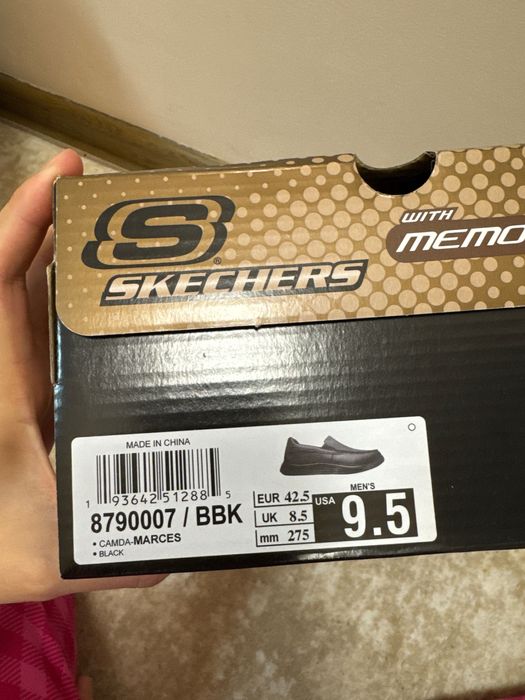 S®
SKECHERS
WITH
MEMO
MADE IN CHINA
1 93642 51288 5
8790007 / BBK
• CAMDA-MARCES
• BLACK
EUR 42.5
UK 8.5
mm 275
MEN'S
USA 9.5